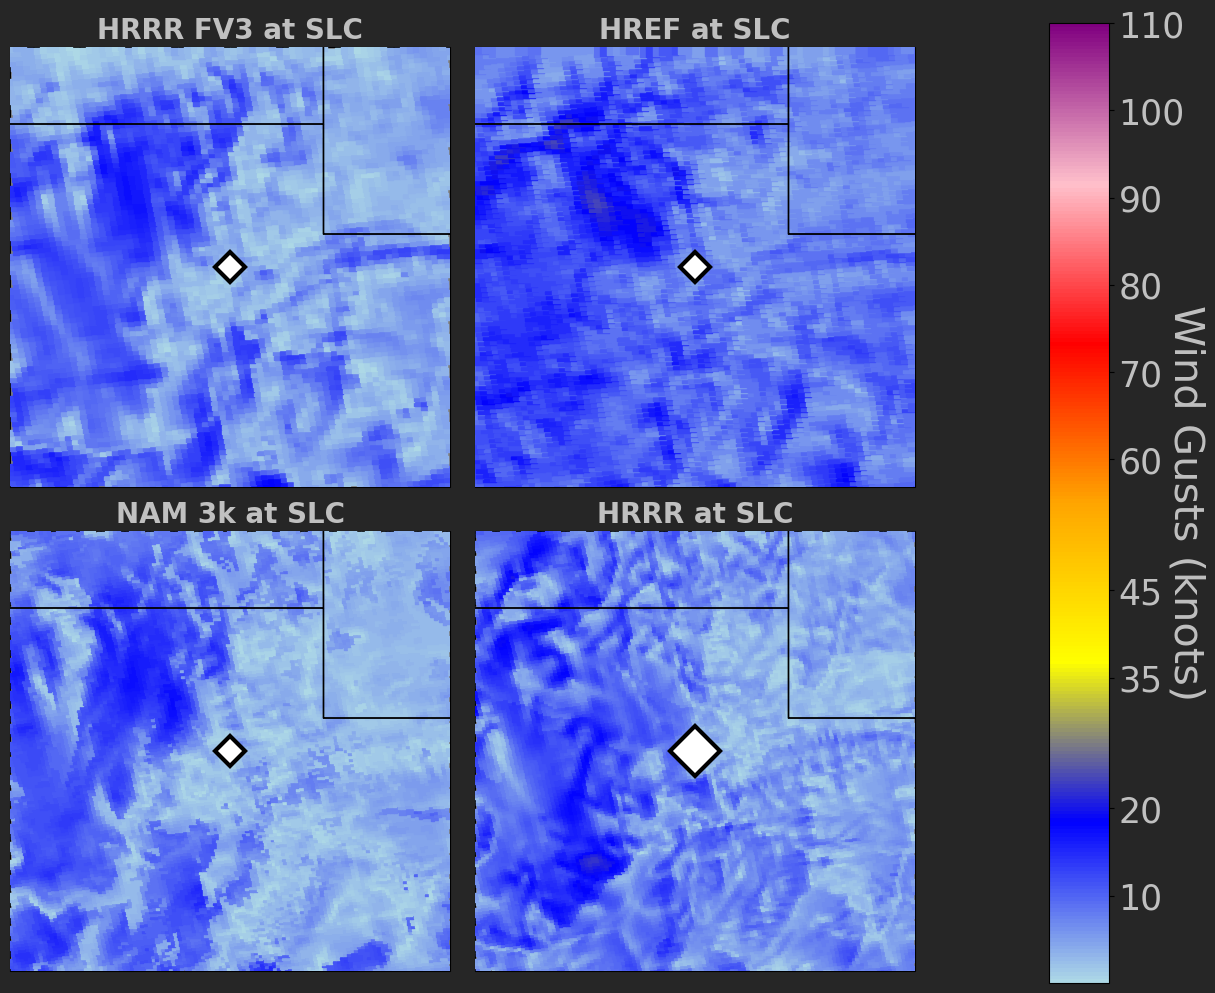 HRRR FV3 at SLC
HREF at SLC
NAM 3k at SLC
HRRR at SLC
110
100
90
80
70
60
45
35
20
10
Wind Gusts (knots)